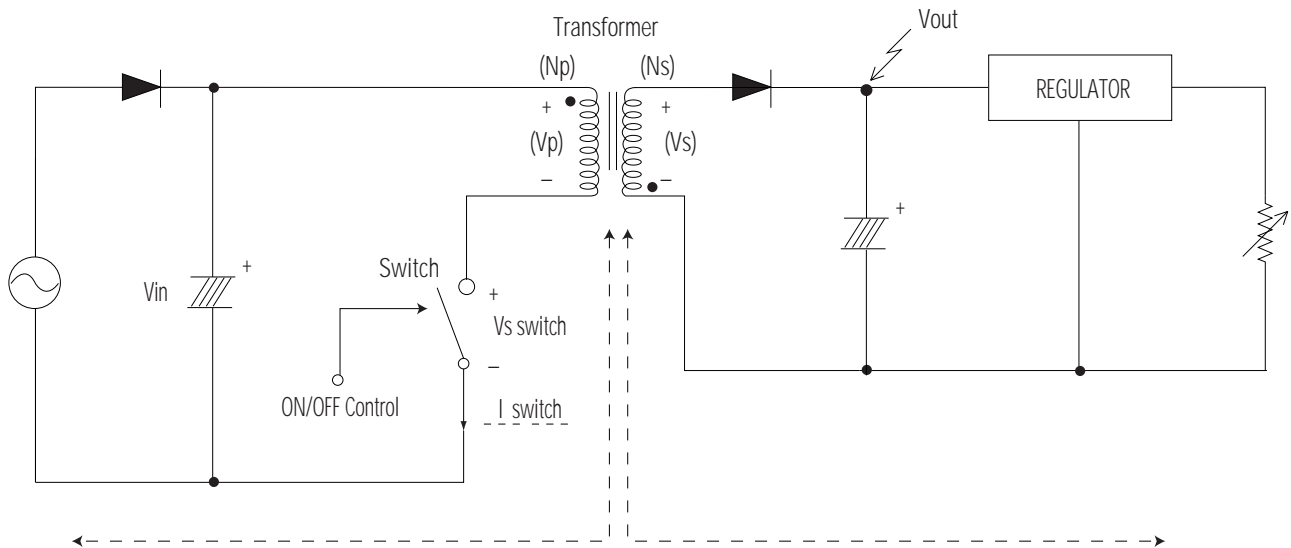 Vout
Transformer
(Np)
(Ns)
REGULATOR
+
+
(Vp)
(Vs)
−
−
+
+
Switch
Vin
+
Vs switch
−
ON/OFF Control
I switch